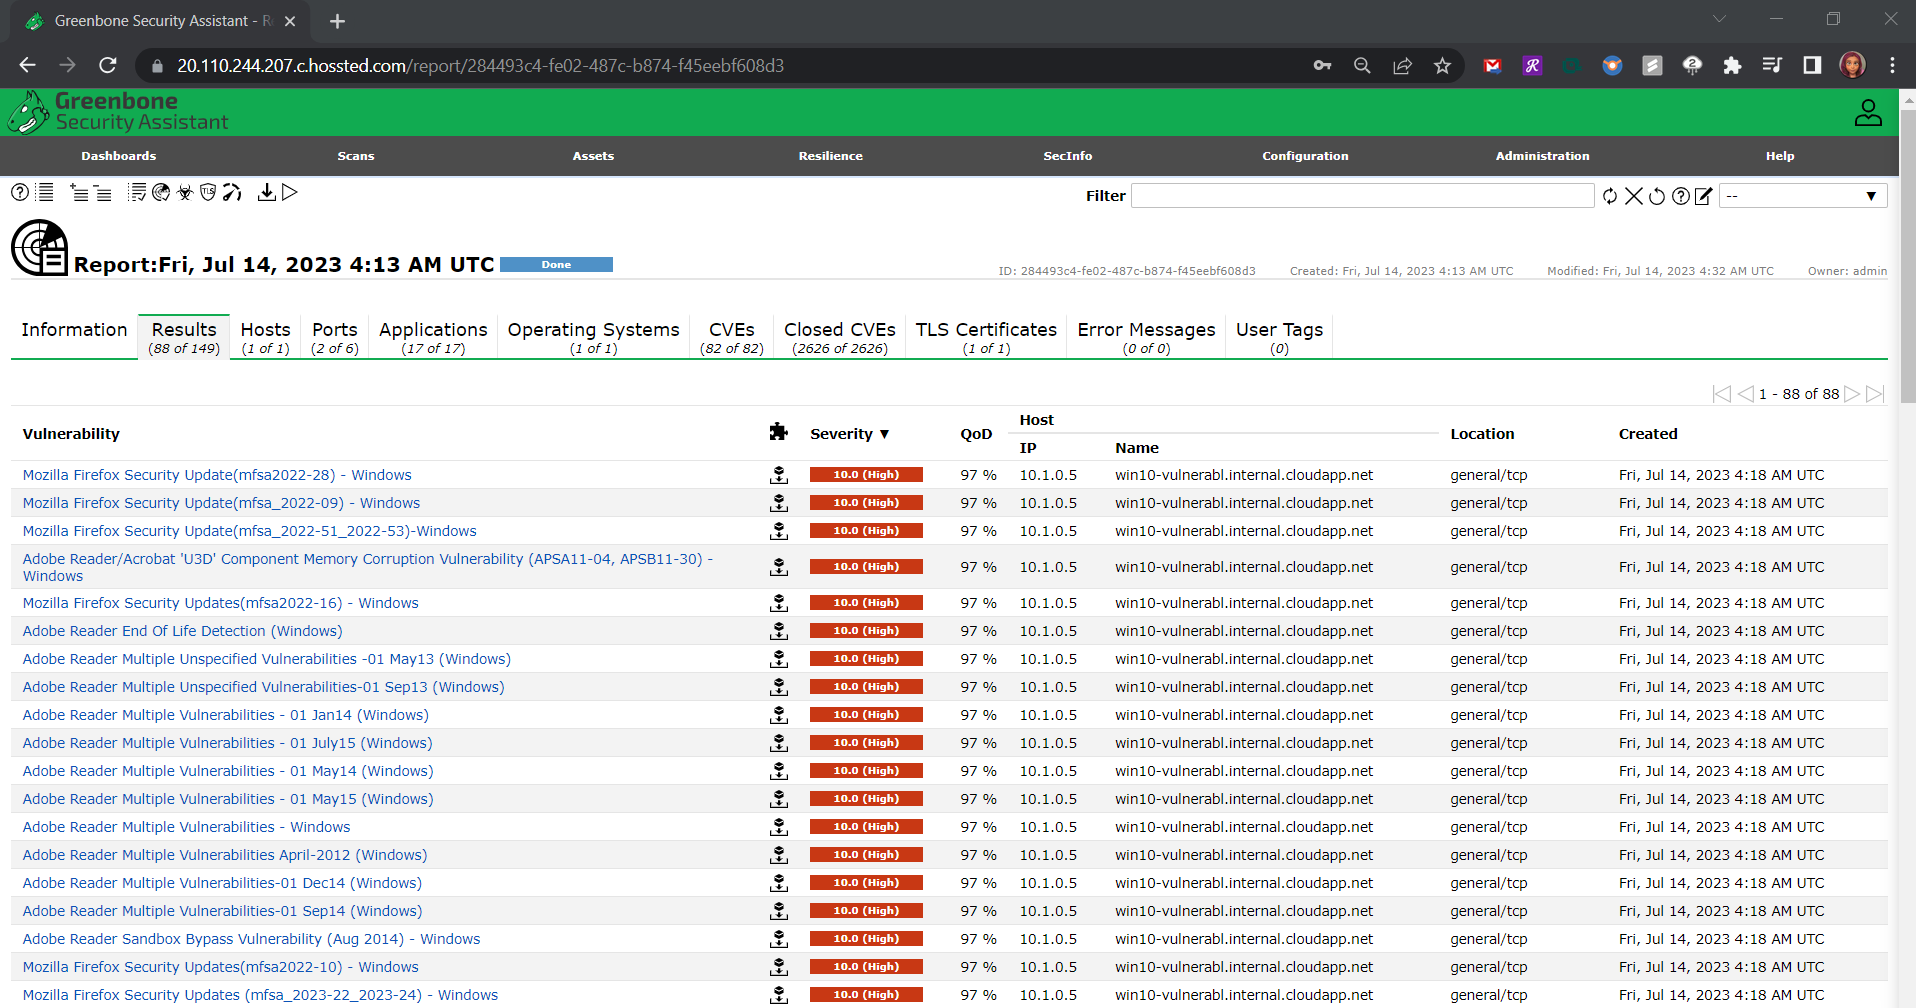 Greenbone Security Assistant - R
20.110.244.207.c.hossted.com/report/284493c4-fe02-487c-b874-f45eebf608d3
Greenbone
Security Assistant
Dashboards Scans Assets Resilience SecInfo Configuration Administration Help
Filter --
Report:Fri, Jul 14, 2023 4:13 AM UTC Done
ID: 284493c4-fe02-487c-b874-f45eebf608d3 Created: Fri, Jul 14, 2023 4:13 AM UTC Modified: Fri, Jul 14, 2023 4:32 AM UTC Owner: admin
Information Results Hosts Ports Applications Operating Systems CVEs Closed CVEs TLS Certificates Error Messages User Tags
(88 of 149) (1 of 1) (2 of 6) (17 of 17) (1 of 1) (82 of 82) (2626 of 2626) (1 of 1) (0 of 0) (0)
1 - 88 of 88
Vulnerability Severity ▼ QoD Host Location Created
IP Name
Mozilla Firefox Security Update(mfsa2022-28) - Windows 10.0 (High) 97 % 10.1.0.5 win10-vulnerabl.internal.cloudapp.net general/tcp Fri, Jul 14, 2023 4:18 AM UTC
Mozilla Firefox Security Update(mfsa_2022-09) - Windows 10.0 (High) 97 % 10.1.0.5 win10-vulnerabl.internal.cloudapp.net general/tcp Fri, Jul 14, 2023 4:18 AM UTC
Mozilla Firefox Security Update(mfsa_2022-51_2022-53)-Windows 10.0 (High) 97 % 10.1.0.5 win10-vulnerabl.internal.cloudapp.net general/tcp Fri, Jul 14, 2023 4:18 AM UTC
Adobe Reader/Acrobat 'U3D' Component Memory Corruption Vulnerability (APSA11-04, APSB11-30) -
Windows 10.0 (High) 97 % 10.1.0.5 win10-vulnerabl.internal.cloudapp.net general/tcp Fri, Jul 14, 2023 4:18 AM UTC
Mozilla Firefox Security Updates(mfsa2022-16) - Windows 10.0 (High) 97 % 10.1.0.5 win10-vulnerabl.internal.cloudapp.net general/tcp Fri, Jul 14, 2023 4:18 AM UTC
Adobe Reader End Of Life Detection (Windows) 10.0 (High) 97 % 10.1.0.5 win10-vulnerabl.internal.cloudapp.net general/tcp Fri, Jul 14, 2023 4:18 AM UTC
Adobe Reader Multiple Unspecified Vulnerabilities -01 May13 (Windows) 10.0 (High) 97 % 10.1.0.5 win10-vulnerabl.internal.cloudapp.net general/tcp Fri, Jul 14, 2023 4:18 AM UTC
Adobe Reader Multiple Unspecified Vulnerabilities-01 Sep13 (Windows) 10.0 (High) 97 % 10.1.0.5 win10-vulnerabl.internal.cloudapp.net general/tcp Fri, Jul 14, 2023 4:18 AM UTC
Adobe Reader Multiple Vulnerabilities - 01 Jan14 (Windows) 10.0 (High) 97 % 10.1.0.5 win10-vulnerabl.internal.cloudapp.net general/tcp Fri, Jul 14, 2023 4:18 AM UTC
Adobe Reader Multiple Vulnerabilities - 01 July15 (Windows) 10.0 (High) 97 % 10.1.0.5 win10-vulnerabl.internal.cloudapp.net general/tcp Fri, Jul 14, 2023 4:18 AM UTC
Adobe Reader Multiple Vulnerabilities - 01 May14 (Windows) 10.0 (High) 97 % 10.1.0.5 win10-vulnerabl.internal.cloudapp.net general/tcp Fri, Jul 14, 2023 4:18 AM UTC
Adobe Reader Multiple Vulnerabilities - 01 May15 (Windows) 10.0 (High) 97 % 10.1.0.5 win10-vulnerabl.internal.cloudapp.net general/tcp Fri, Jul 14, 2023 4:18 AM UTC
Adobe Reader Multiple Vulnerabilities - Windows 10.0 (High) 97 % 10.1.0.5 win10-vulnerabl.internal.cloudapp.net general/tcp Fri, Jul 14, 2023 4:18 AM UTC
Adobe Reader Multiple Vulnerabilities April-2012 (Windows) 10.0 (High) 97 % 10.1.0.5 win10-vulnerabl.internal.cloudapp.net general/tcp Fri, Jul 14, 2023 4:18 AM UTC
Adobe Reader Multiple Vulnerabilities-01 Dec14 (Windows) 10.0 (High) 97 % 10.1.0.5 win10-vulnerabl.internal.cloudapp.net general/tcp Fri, Jul 14, 2023 4:18 AM UTC
Adobe Reader Multiple Vulnerabilities-01 Sep14 (Windows) 10.0 (High) 97 % 10.1.0.5 win10-vulnerabl.internal.cloudapp.net general/tcp Fri, Jul 14, 2023 4:18 AM UTC
Adobe Reader Sandbox Bypass Vulnerability (Aug 2014) - Windows 10.0 (High) 97 % 10.1.0.5 win10-vulnerabl.internal.cloudapp.net general/tcp Fri, Jul 14, 2023 4:18 AM UTC
Mozilla Firefox Security Updates(mfsa2022-10) - Windows 10.0 (High) 97 % 10.1.0.5 win10-vulnerabl.internal.cloudapp.net general/tcp Fri, Jul 14, 2023 4:18 AM UTC
Mozilla Firefox Security Updates (mfsa_2023-22_2023-24) - Windows 10.0 (High) 97 % 10.1.0.5 win10-vulnerabl.internal.cloudapp.net general/tcp Fri, Jul 14, 2023 4:18 AM UTC